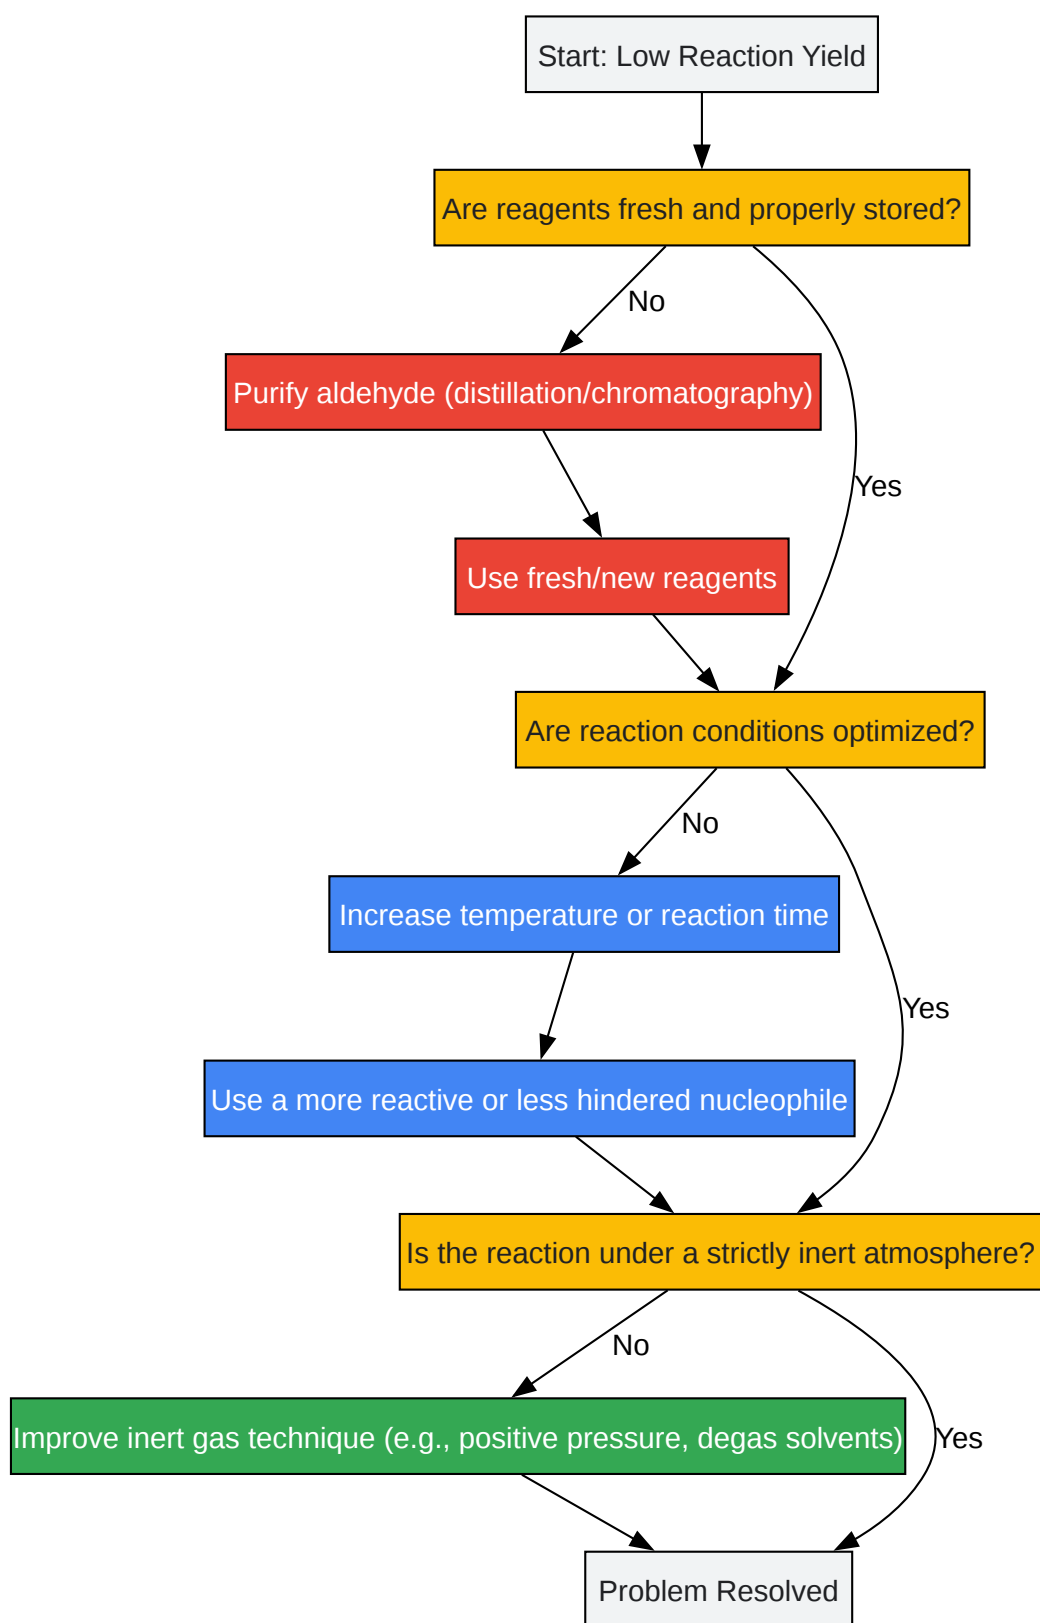 Start: Low Reaction Yield
Are reagents fresh and properly stored?
No
Purify aldehyde (distillation/chromatography)
Yes
Use fresh/new reagents
Are reaction conditions optimized?
No
Increase temperature or reaction time
Yes
Use a more reactive or less hindered nucleophile
Is the reaction under a strictly inert atmosphere?
No
Improve inert gas technique (e.g., positive pressure, degas solvents)
Yes
Problem Resolved